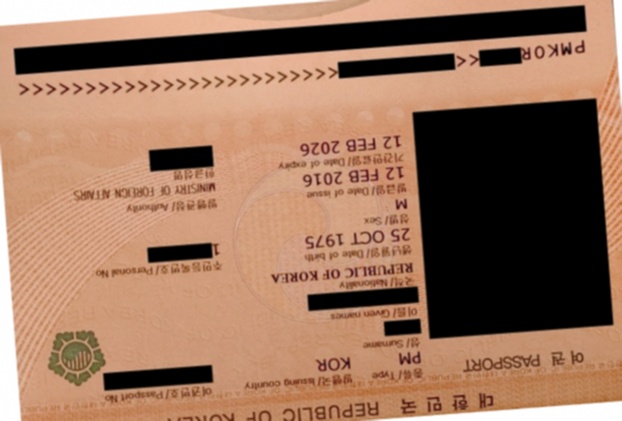 대한민국 REPUBLIC OF KOREA
여권 PASSPORT
종류/Type 발행국/Issuing country 여권번호/Passport No
PM KOR
성/Surname
이름/Given names
국적/Nationality
REPUBLIC OF KOREA
생년월일/Date of birth 주민등록번호/Personal No
25 OCT 1975 1
성별/Sex
M
발급일/Date of issue 발행관청/Authority
12 FEB 2016 MINISTRY OF FOREIGN AFFAIRS
기간만료일/Date of expiry 한글성명
12 FEB 2026
PMKOR<<<<<<<<<<<<<<<<<<<<<<<<<<